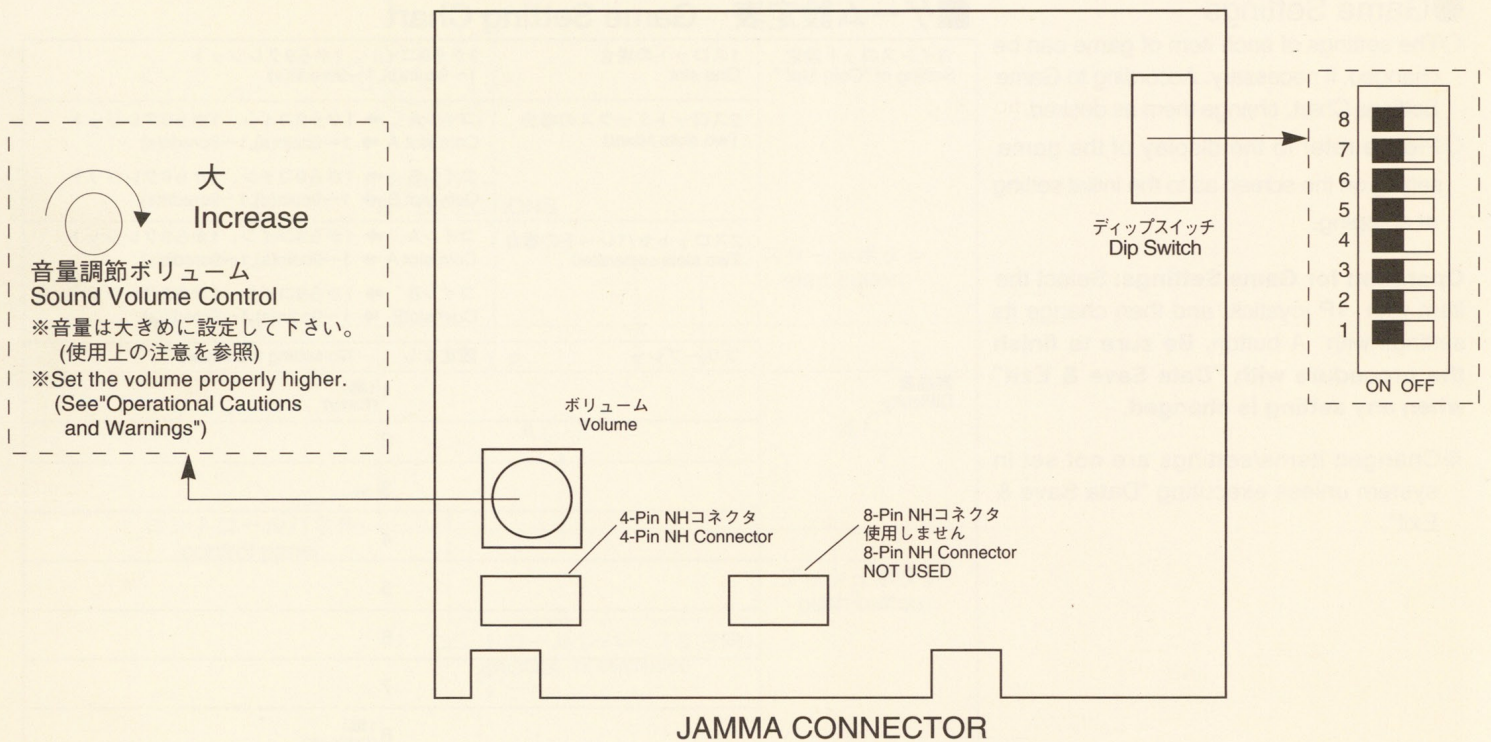 大
Increase
音量調節ボリューム
Sound Volume Control
※音量は大きめに設定して下さい。
(使用上の注意を参照)
※Set the volume properly higher.
(See"Operational Cautions
and Warnings")
ボリューム
Volume
4-Pin NHコネクタ
4-Pin NH Connector
8-Pin NHコネクタ
使用しません
8-Pin NH Connector
NOT USED
ディップスイッチ
Dip Switch
8
7
6
5
4
3
2
1
ON OFF
JAMMA CONNECTOR